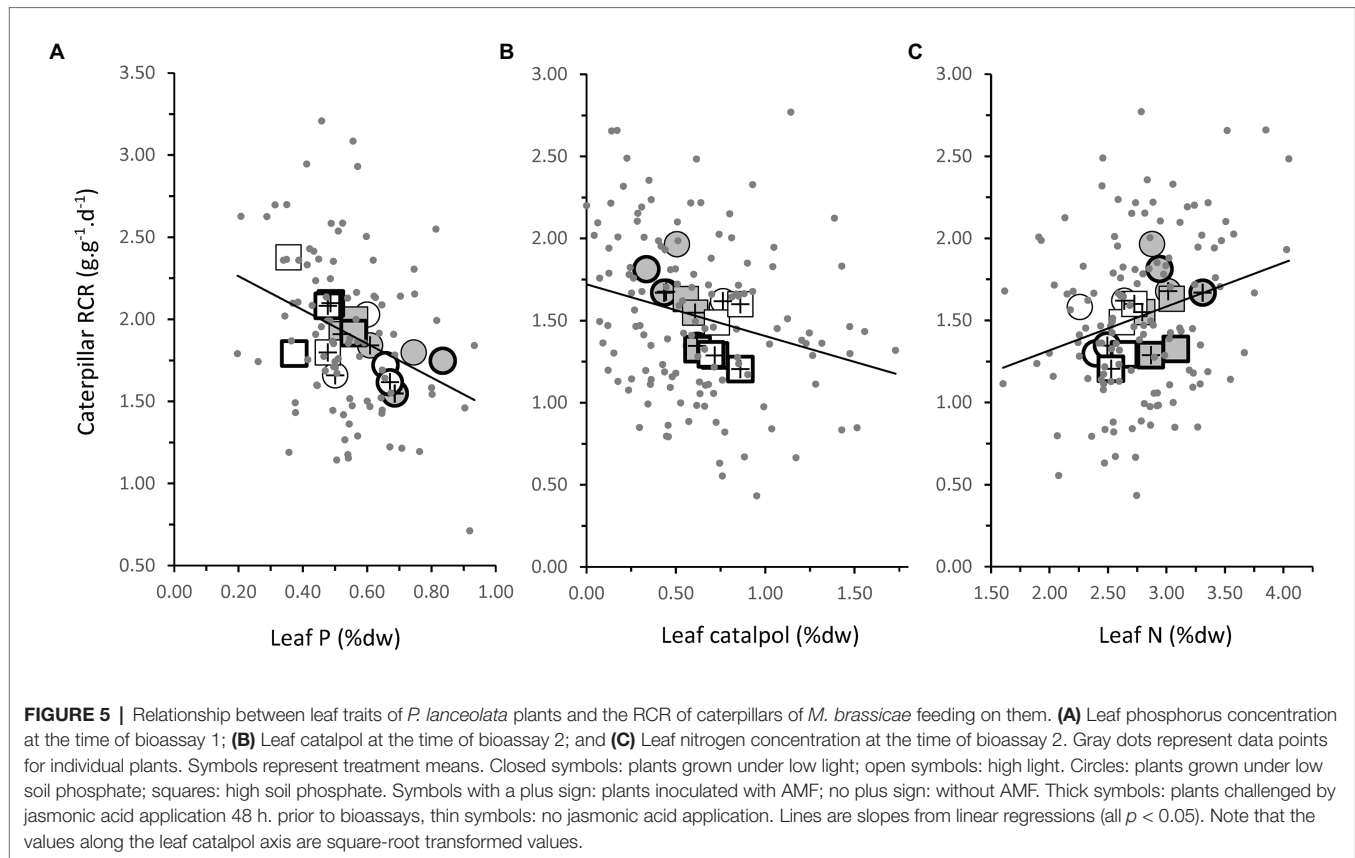 A
B
C
3.50
3.00
2.50
2.00
1.50
1.00
0.50
Caterpillar RCR (g.g-1.d-1)
0.00 0.20 0.40 0.60 0.80 1.00
Leaf P (%dw)
3.00
2.50
2.00
1.50
1.00
0.50
0.00
0.00 0.50 1.00 1.50
Leaf catalpol (%dw)
3.00
2.50
2.00
1.50
1.00
0.50
0.00
1.50 2.00 2.50 3.00 3.50 4.00
Leaf N (%dw)
FIGURE 5 | Relationship between leaf traits of P. lanceolata plants and the RCR of caterpillars of M. brassicae feeding on them. (A) Leaf phosphorus concentration
at the time of bioassay 1; (B) Leaf catalpol at the time of bioassay 2; and (C) Leaf nitrogen concentration at the time of bioassay 2. Gray dots represent data points
for individual plants. Symbols represent treatment means. Closed symbols: plants grown under low light; open symbols: high light. Circles: plants grown under low
soil phosphate; squares: high soil phosphate. Symbols with a plus sign: plants inoculated with AMF; no plus sign: without AMF. Thick symbols: plants challenged by
jasmonic acid application 48 h. prior to bioassays, thin symbols: no jasmonic acid application. Lines are slopes from linear regressions (all p < 0.05). Note that the
values along the leaf catalpol axis are square-root transformed values.